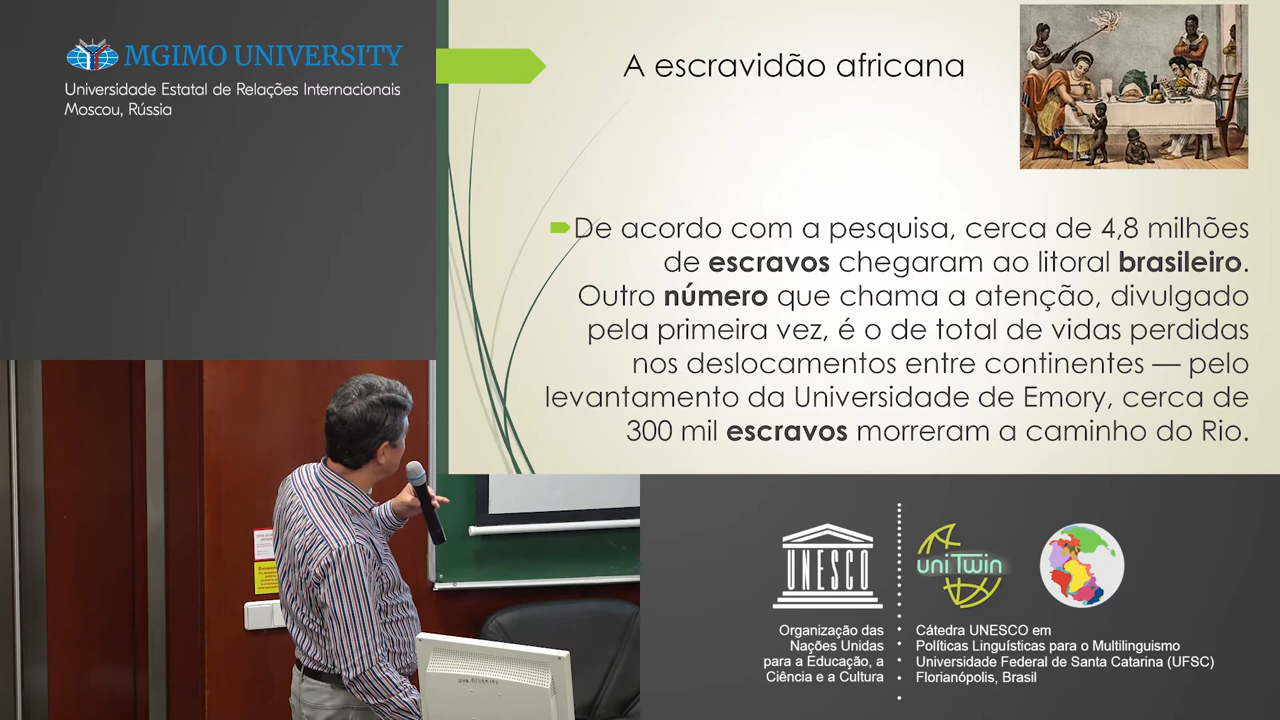 MGIMO UNIVERSITY
Universidade Estatal de Relações Internacionais
Moscou, Rússia
A escravidão africana
De acordo com a pesquisa, cerca de 4,8 milhões
de escravos chegaram ao litoral brasileiro.
Outro número que chama a atenção, divulgado
pela primeira vez, é o de total de vidas perdidas
nos deslocamentos entre continentes — pelo
levantamento da Universidade de Emory, cerca de
300 mil escravos morreram a caminho do Rio.
UNESCO
Organização das
Nações Unidas
para a Educação, a
Ciência e a Cultura
uniTwin
Cátedra UNESCO em
Políticas Linguísticas para o Multilinguismo
Universidade Federal de Santa Catarina (UFSC)
Florianópolis, Brasil